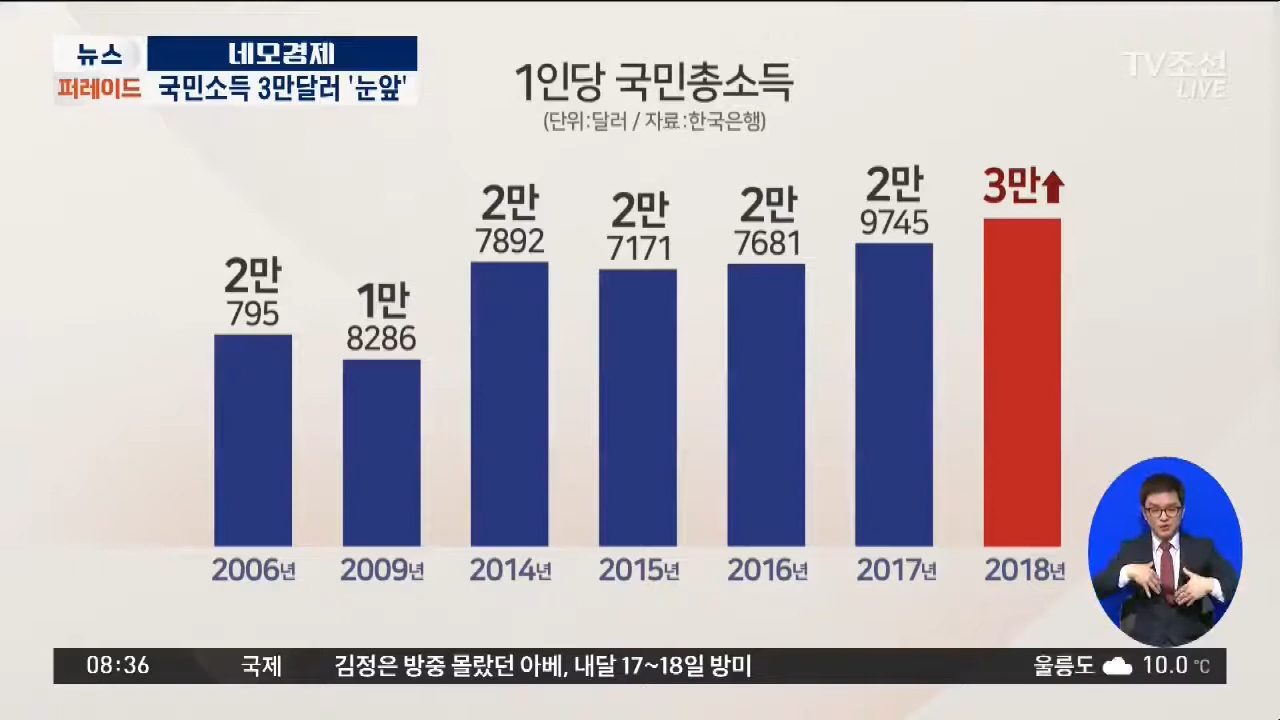 뉴스
퍼레이드
네모경제
국민소득 3만달러 '눈앞'
TV조선
LIVE
1인당 국민총소득
(단위:달러 / 자료:한국은행)
2만
795
1만
8286
2만
7892
2만
7171
2만
7681
2만
9745
3만⬆
2006년
2009년
2014년
2015년
2016년
2017년
2018년
08:36 국제 김정은 방중 몰랐던 아베, 내달 17~18일 방미 울릉도 10.0 ℃